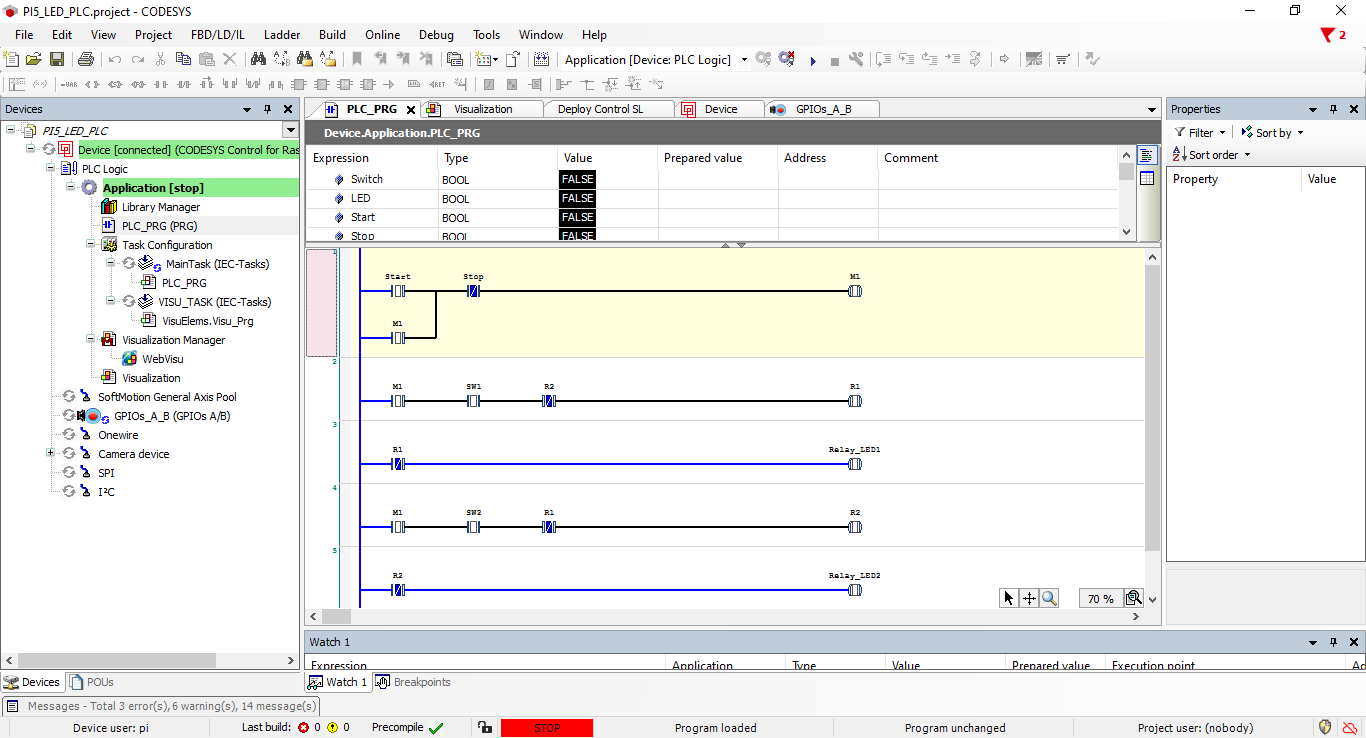 PI5_LED_PLC.project - CODESYS
File Edit View Project FBD/LD/IL Ladder Build Online Debug Tools Window Help
2
Application [Device: PLC Logic]
Devices
PI5_LED_PLC
Device [connected] (CODESYS Control for Ras
PLC Logic
Application [stop]
Library Manager
PLC_PRG (PRG)
Task Configuration
MainTask (IEC-Tasks)
PLC_PRG
VISU_TASK (IEC-Tasks)
VisuElems.Visu_Prg
Visualization Manager
WebVisu
Visualization
SoftMotion General Axis Pool
GPIOs_A_B (GPIOs A/B)
Onewire
Camera device
SPI
I²C
Devices POUs
PLC_PRG Visualization Deploy Control SL Device GPIOs_A_B
Device.Application.PLC_PRG
Expression Type Value Prepared value Address Comment
Switch BOOL FALSE
LED BOOL FALSE
Start BOOL FALSE
Stop BOOL FALSE
1
Start Stop M1
M1
2
M1 SW1 R2 R1
3
R1 Relay_LED1
4
M1 SW2 R1 R2
5
R2 Relay_LED2
70 %
Watch 1
Expression Application Type Value Prepared value Execution point Ad
Watch 1 Breakpoints
Properties
Filter Sort by
Sort order
Property Value
Messages - Total 3 error(s), 6 warning(s), 14 message(s)
Device user: pi Last build: 0 0 Precompile STOP Program loaded Program unchanged Project user: (nobody)